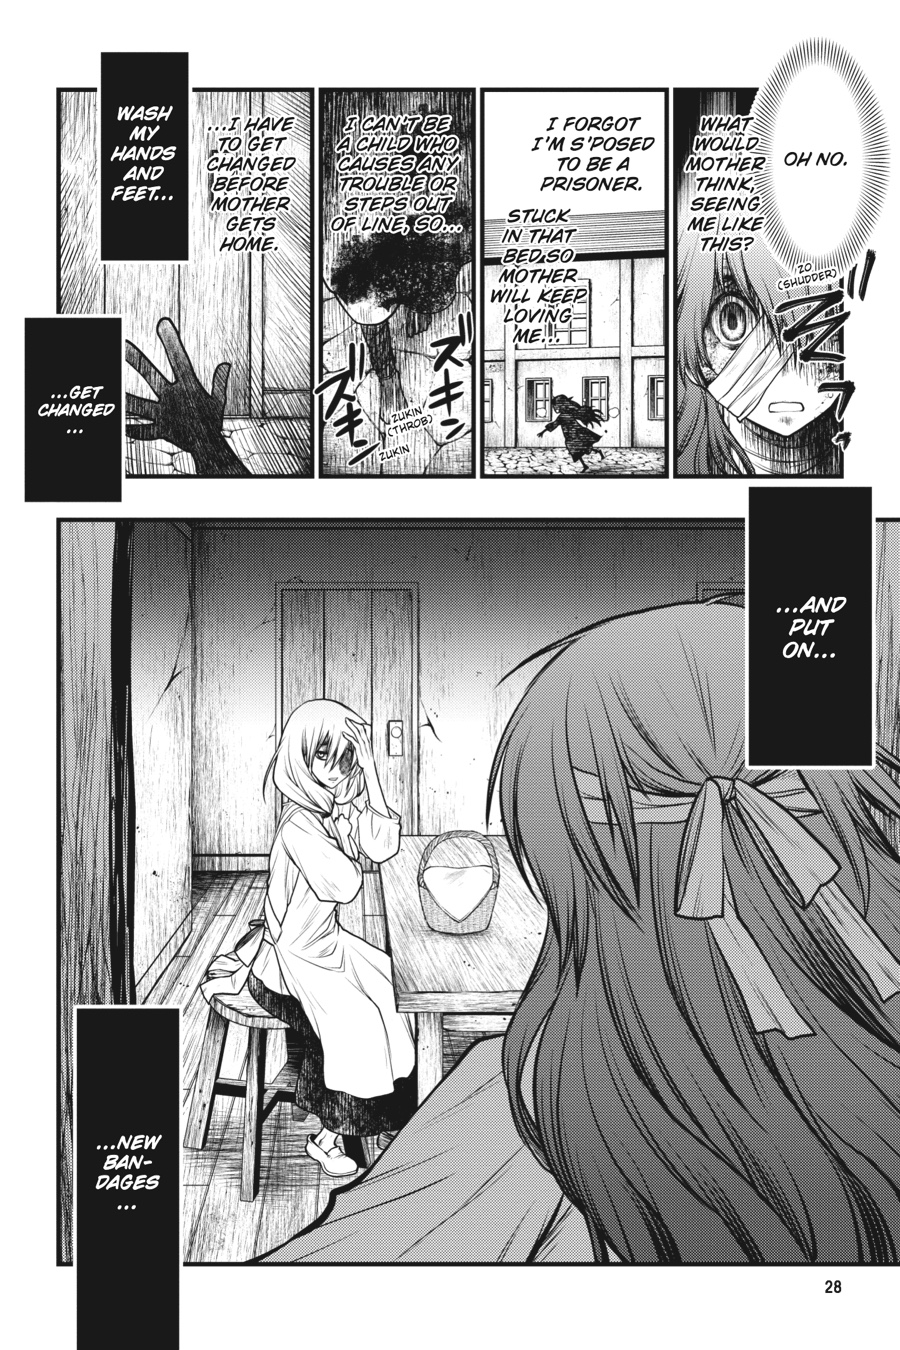 OH NO.
WHAT
WOULD
MOTHER
THINK,
SEEING
ME LIKE
THIS?
ZO
(SHUDDER)
ゾォッ
I FORGOT
I'M S'POSED
TO BE A
PRISONER.
STUCK
IN THAT
BED SO
MOTHER
WILL KEEP
LOVING
ME...
I CAN'T BE
A CHILD WHO
CAUSES ANY
TROUBLE OR
STEPS OUT
OF LINE, SO...
ズキン
ZUKIN
(THROB)
ズキン
ZUKIN
...I HAVE
TO GET
CHANGED
BEFORE
MOTHER
GETS
HOME.
WASH
MY
HANDS
AND
FEET...
...GET
CHANGED
...
...AND
PUT
ON...
...NEW
BAN-
DAGES
...
28